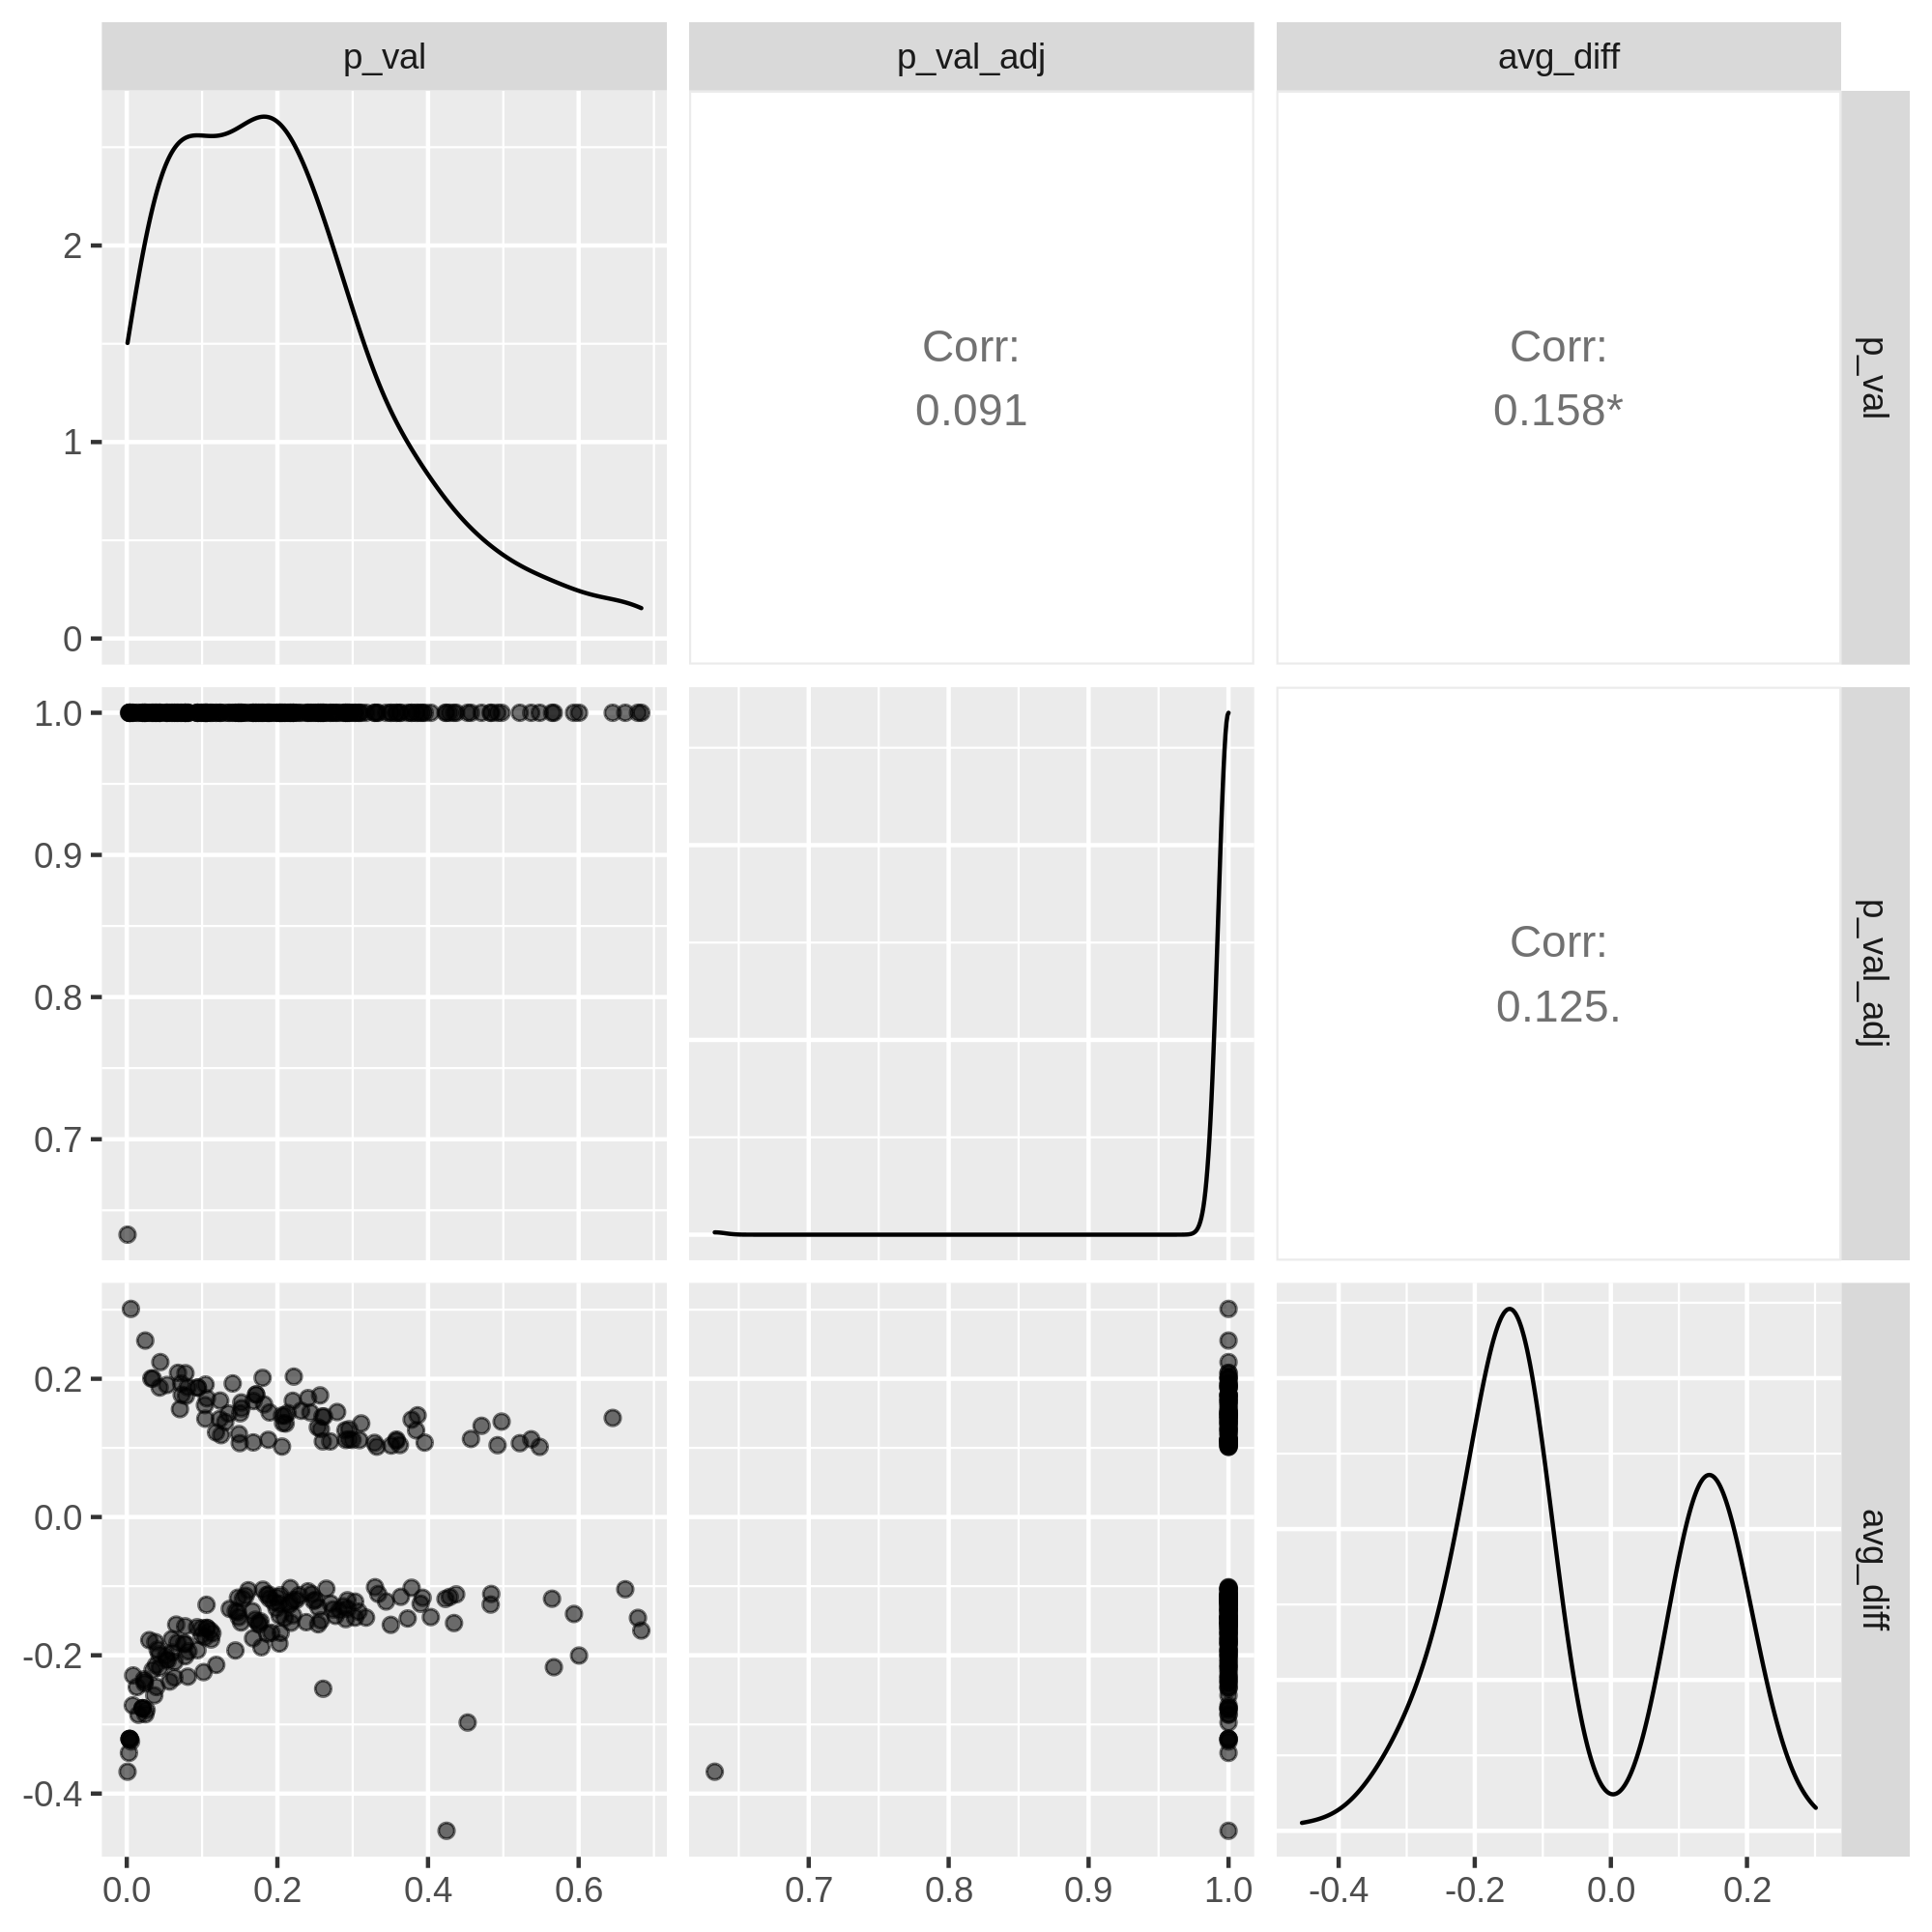 p_val p_val_adj avg_diff
2
1
0
Corr:
0.091
Corr:
0.158*
p_val
1.0
0.9
0.8
0.7
Corr:
0.125.
p_val_adj
0.2
0.0
-0.2
-0.4
avg_diff
0.0 0.2 0.4 0.6 0.7 0.8 0.9 1.0 -0.4 -0.2 0.0 0.2